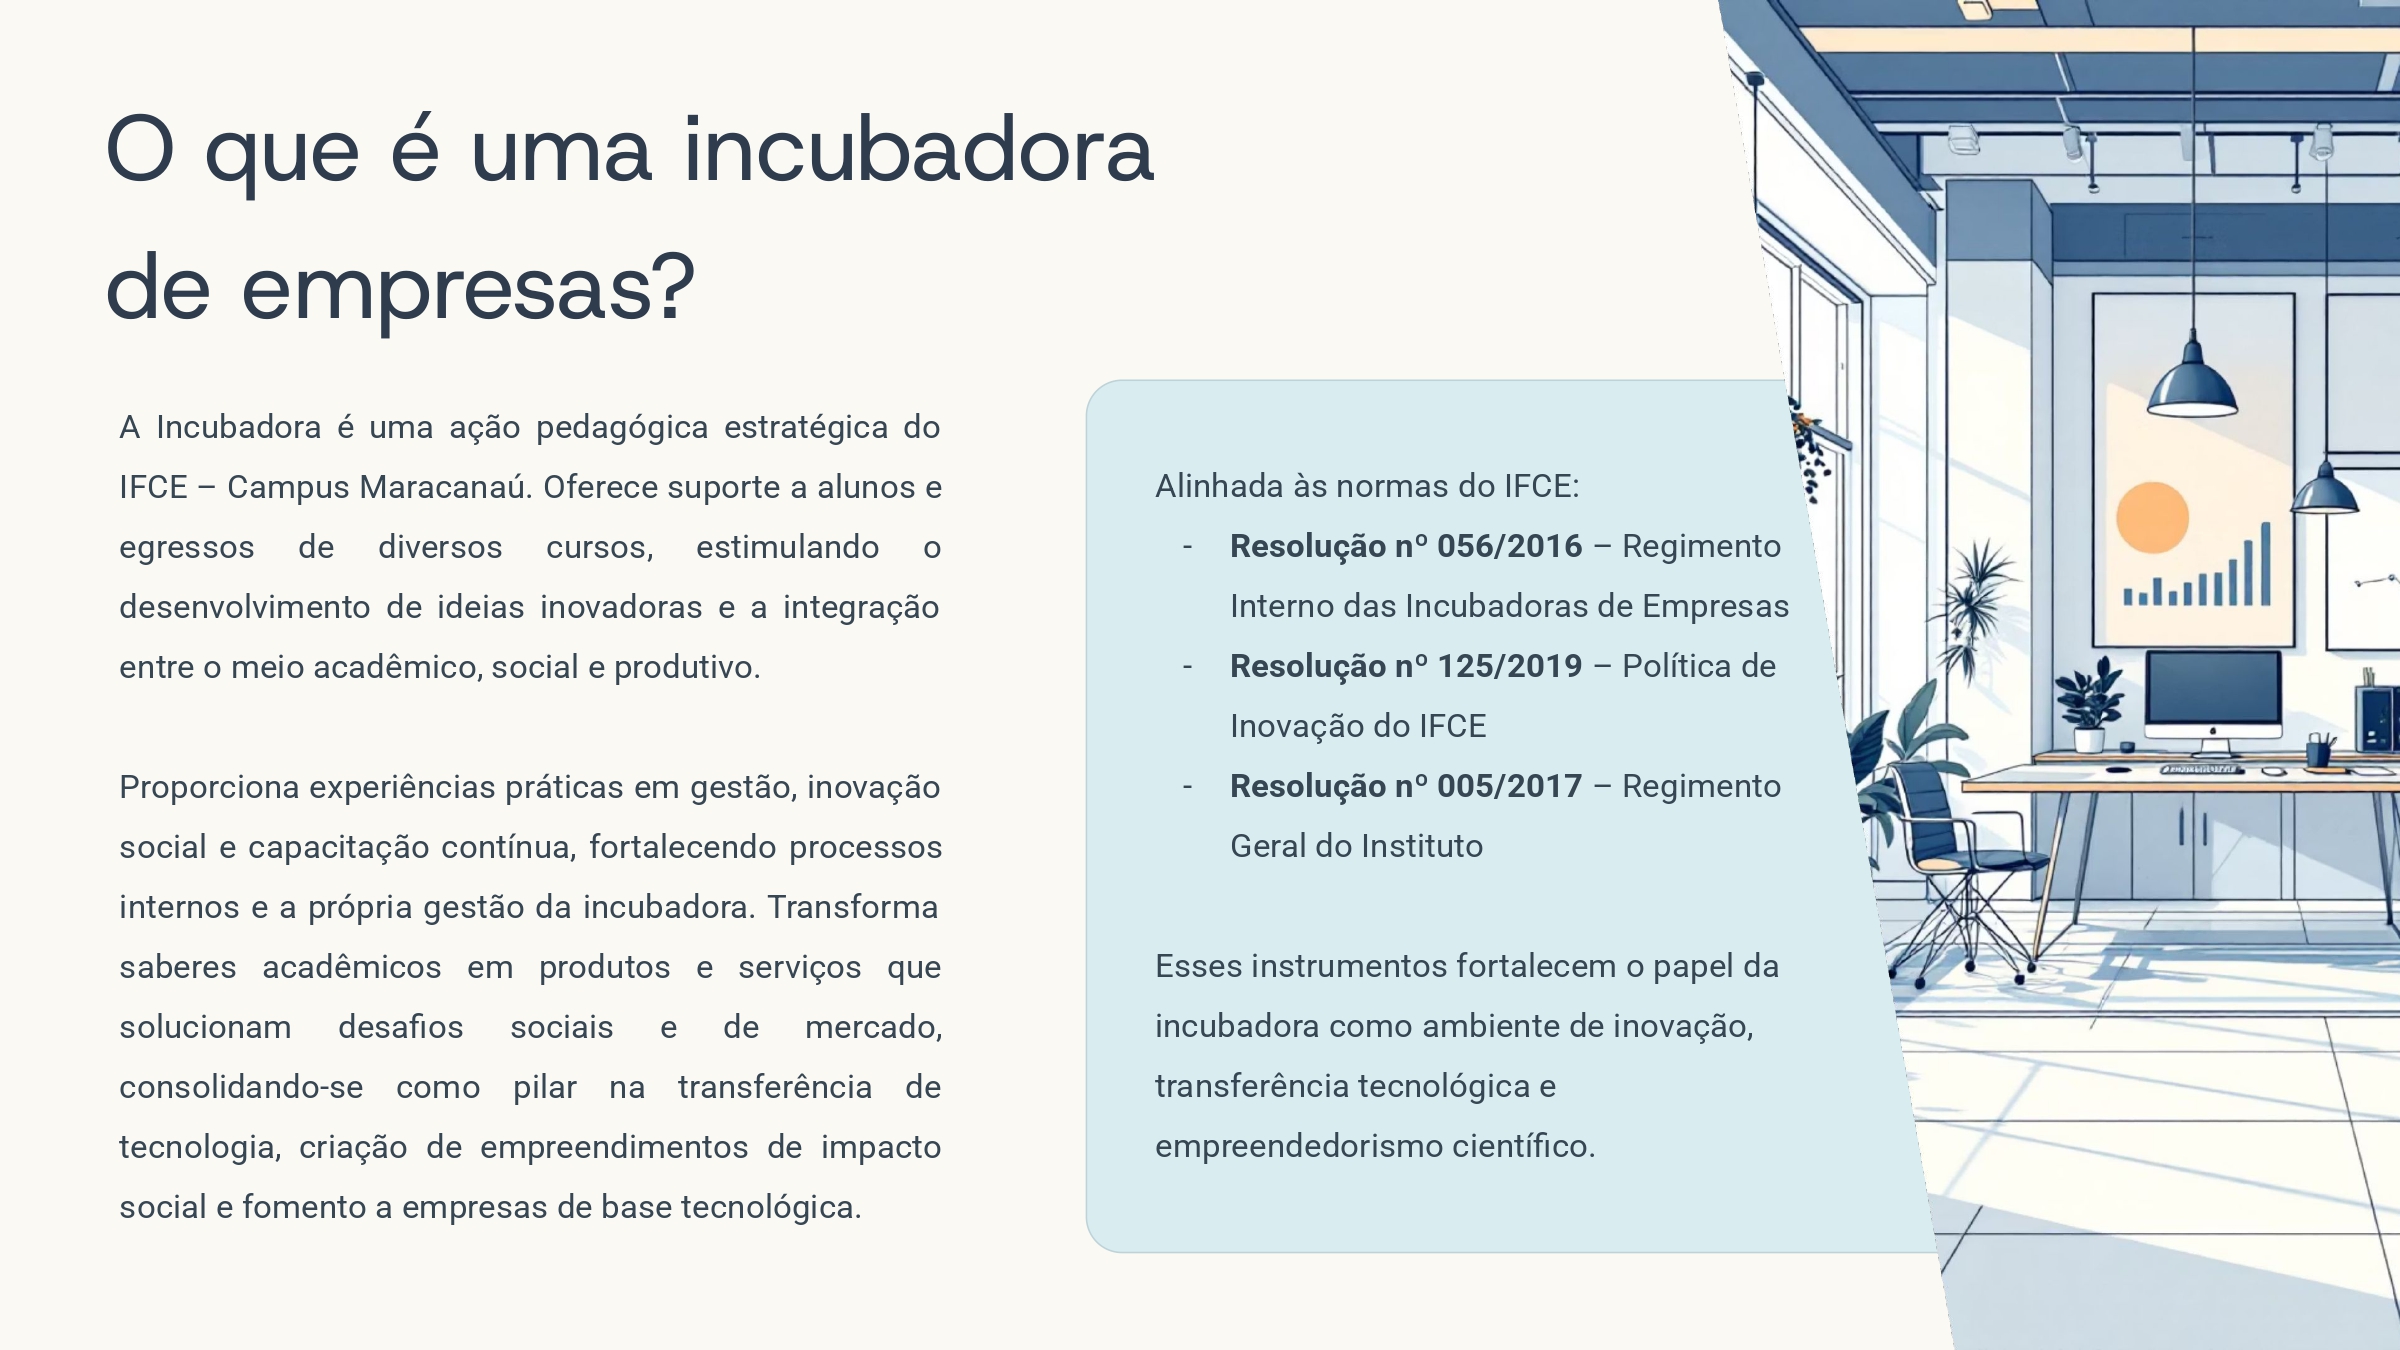 O que é uma incubadora
de empresas?
A Incubadora é uma ação pedagógica estratégica do
IFCE – Campus Maracanaú. Oferece suporte a alunos e
egressos de diversos cursos, estimulando o
desenvolvimento de ideias inovadoras e a integração
entre o meio acadêmico, social e produtivo.
Proporciona experiências práticas em gestão, inovação
social e capacitação contínua, fortalecendo processos
internos e a própria gestão da incubadora. Transforma
saberes acadêmicos em produtos e serviços que
solucionam desafios sociais e de mercado,
consolidando-se como pilar na transferência de
tecnologia, criação de empreendimentos de impacto
social e fomento a empresas de base tecnológica.
Alinhada às normas do IFCE:
- Resolução nº 056/2016 – Regimento
Interno das Incubadoras de Empresas
- Resolução nº 125/2019 – Política de
Inovação do IFCE
- Resolução nº 005/2017 – Regimento
Geral do Instituto
Esses instrumentos fortalecem o papel da
incubadora como ambiente de inovação,
transferência tecnológica e
empreendedorismo científico.